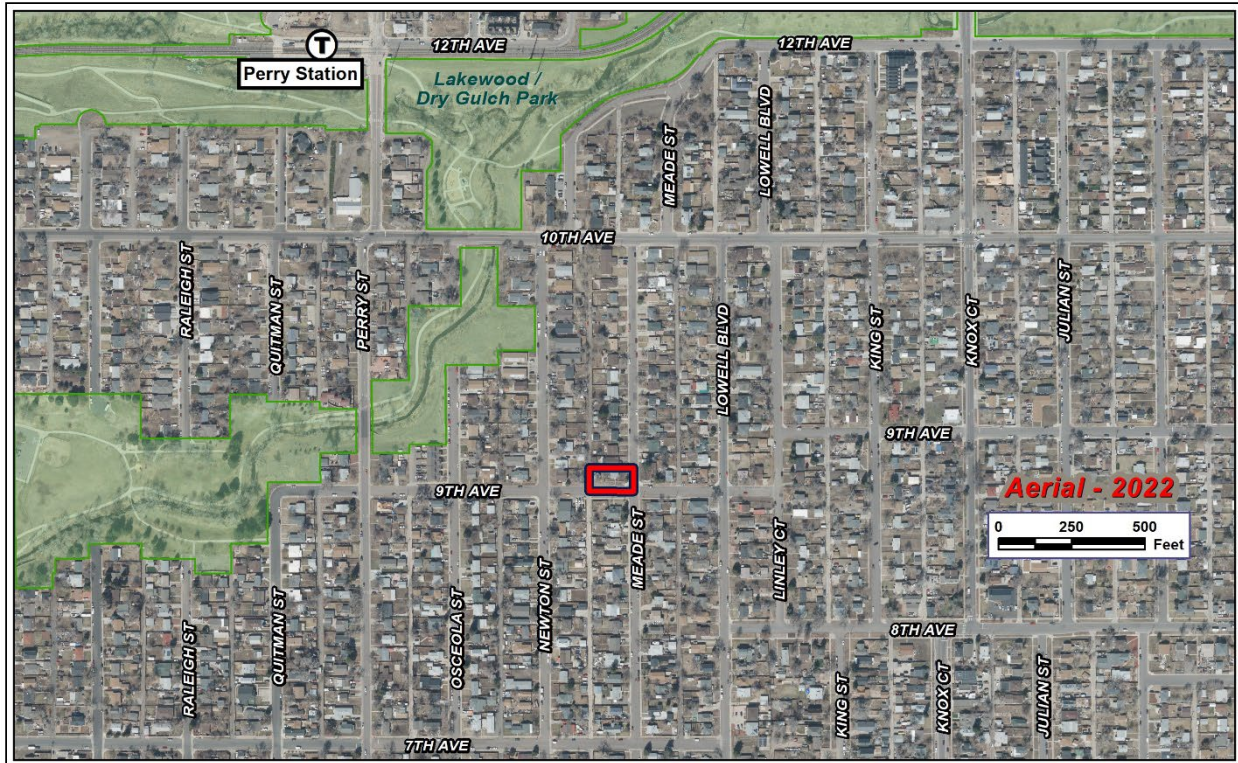 12TH AVE
12TH AVE
T
Perry Station
Lakewood /
Dry Gulch Park
MEADE ST
LOWELL BLVD
10TH AVE
RALEIGH ST
QUITMAN ST
PERRY ST
LOWELL BLVD
KING ST
KNOX CT
JULIAN ST
9TH AVE
9TH AVE
Aerial - 2022
0 250 500
Feet
MEADE ST
LINLEY CT
NEWTON ST
OSCEOLA ST
QUITMAN ST
RALEIGH ST
8TH AVE
KING ST
KNOX CT
JULIAN ST
7TH AVE